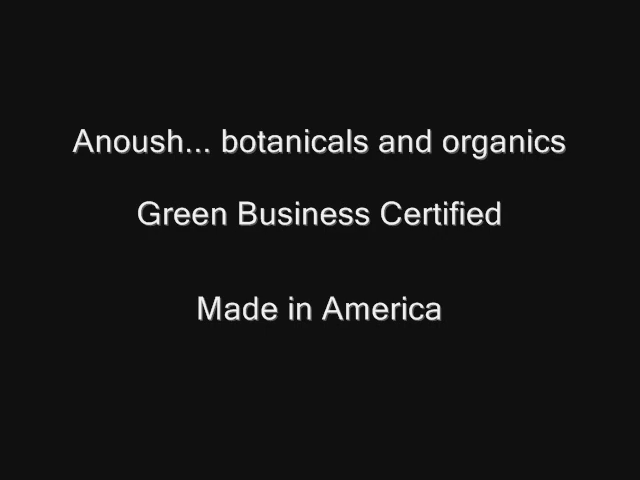 Anoush... botanicals and organics
Green Business Certified
Made in America